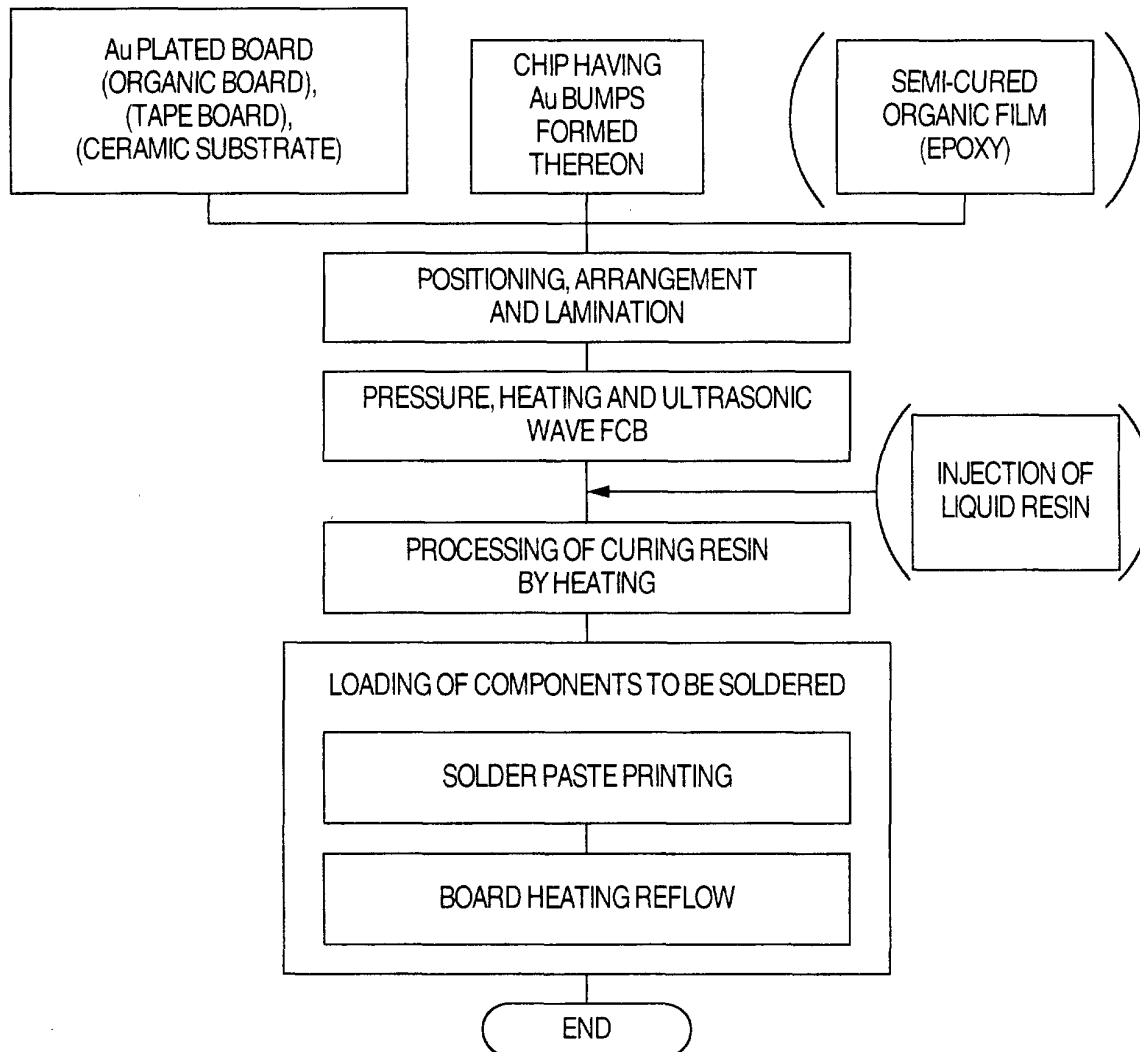 Au PLATED BOARD
(ORGANIC BOARD),
(TAPE BOARD),
(CERAMIC SUBSTRATE)
CHIP HAVING
Au BUMPS
FORMED
THEREON
SEMI-CURED
ORGANIC FILM
(EPOXY)
POSITIONING, ARRANGEMENT
AND LAMINATION
PRESSURE, HEATING AND ULTRASONIC
WAVE FCB
INJECTION OF
LIQUID RESIN
PROCESSING OF CURING RESIN
BY HEATING
LOADING OF COMPONENTS TO BE SOLDERED
SOLDER PASTE PRINTING
BOARD HEATING REFLOW
END